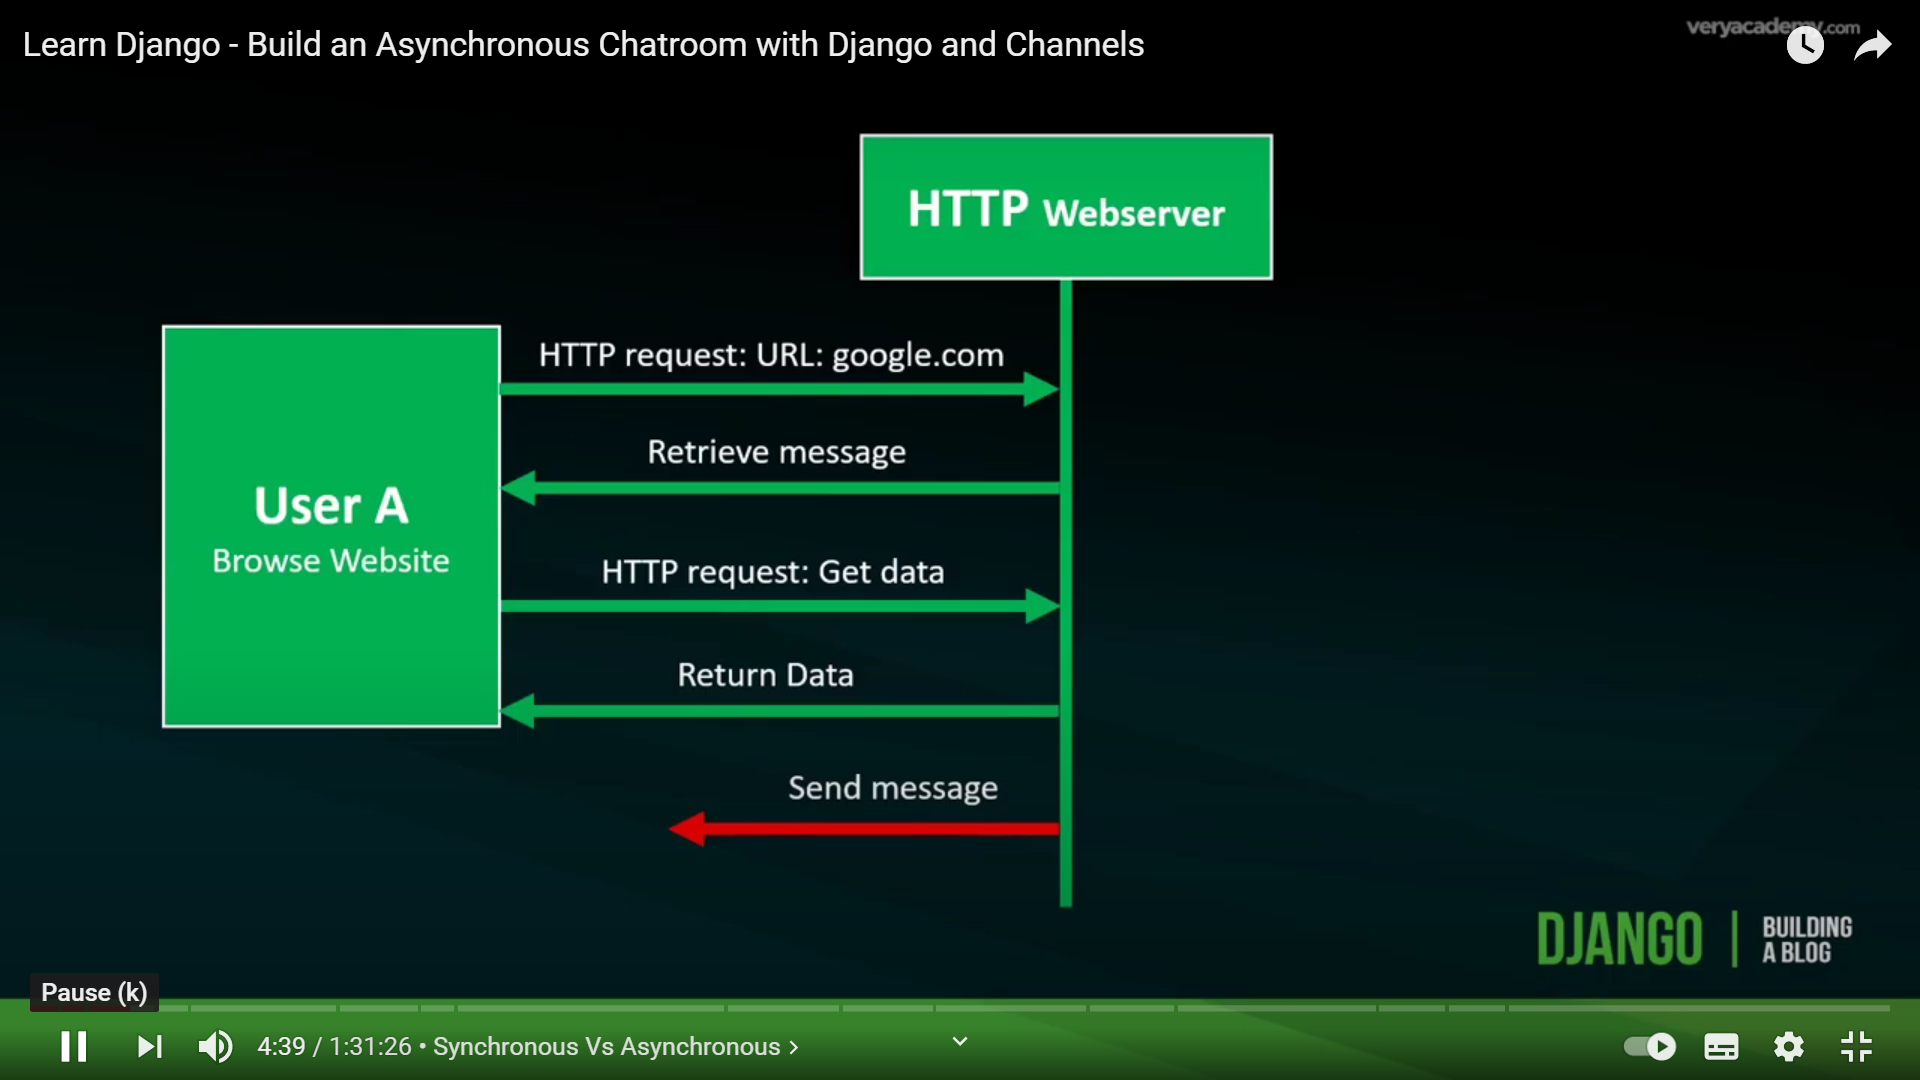 veryacademy.com
Learn Django - Build an Asynchronous Chatroom with Django and Channels
HTTP Webserver
HTTP request: URL: google.com
Retrieve message
User A
Browse Website
HTTP request: Get data
Return Data
Send message
DJANGO
BUILDING
A BLOG
Pause (k)
4:39 / 1:31:26 • Synchronous Vs Asynchronous